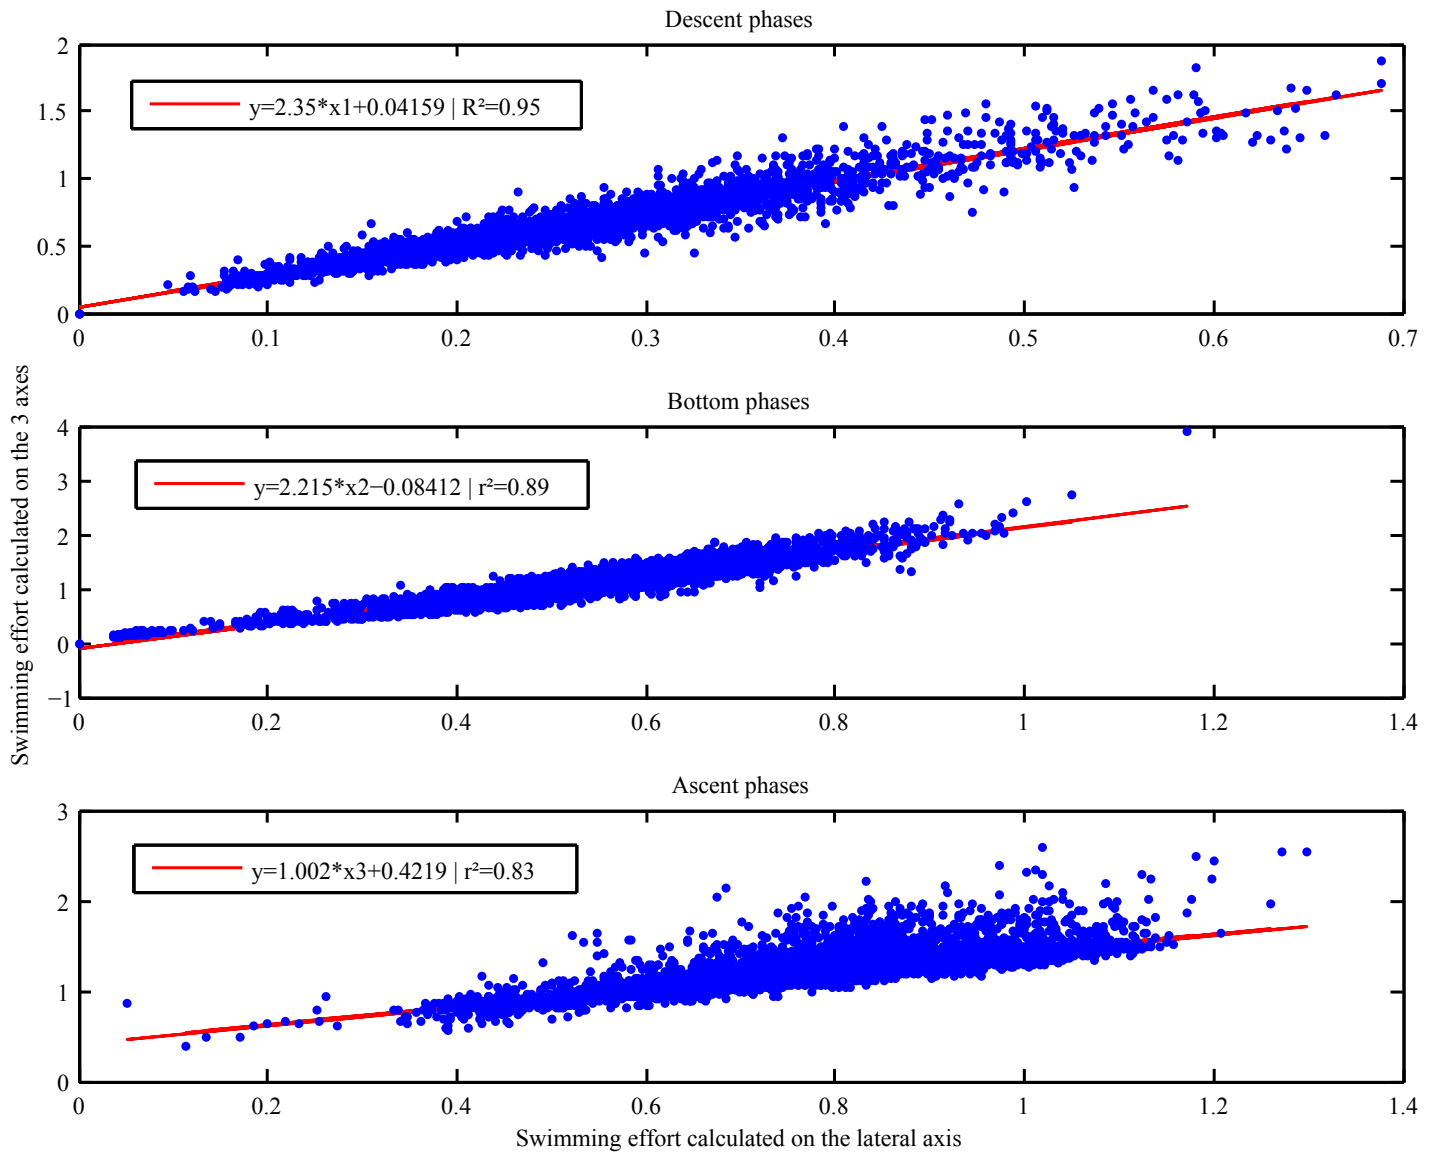 Descent phases
2
1.5
1
0.5
0
y=2.35*x1+0.04159 | R²=0.95
0 0.1 0.2 0.3 0.4 0.5 0.6 0.7
Swimming effort calculated on the 3 axes
Bottom phases
4
3
2
1
0
−1
y=2.215*x2−0.08412 | r²=0.89
0 0.2 0.4 0.6 0.8 1 1.2 1.4
Ascent phases
3
2
1
0
y=1.002*x3+0.4219 | r²=0.83
0 0.2 0.4 0.6 0.8 1 1.2 1.4
Swimming effort calculated on the lateral axis